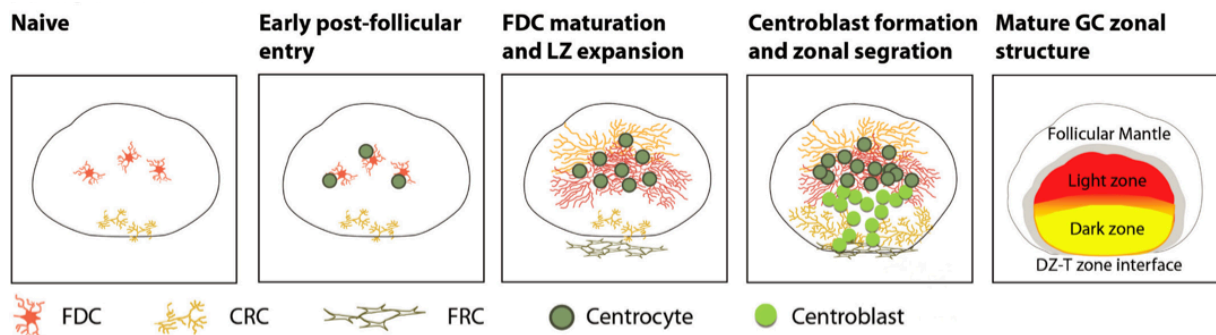 Naive
Early post-follicular
entry
FDC maturation
and LZ expansion
Centroblast formation
and zonal segration
Mature GC zonal
structure
Follicular Mantle
Light zone
Dark zone
DZ-T zone interface
FDC
CRC
FRC
Centrocyte
Centroblast